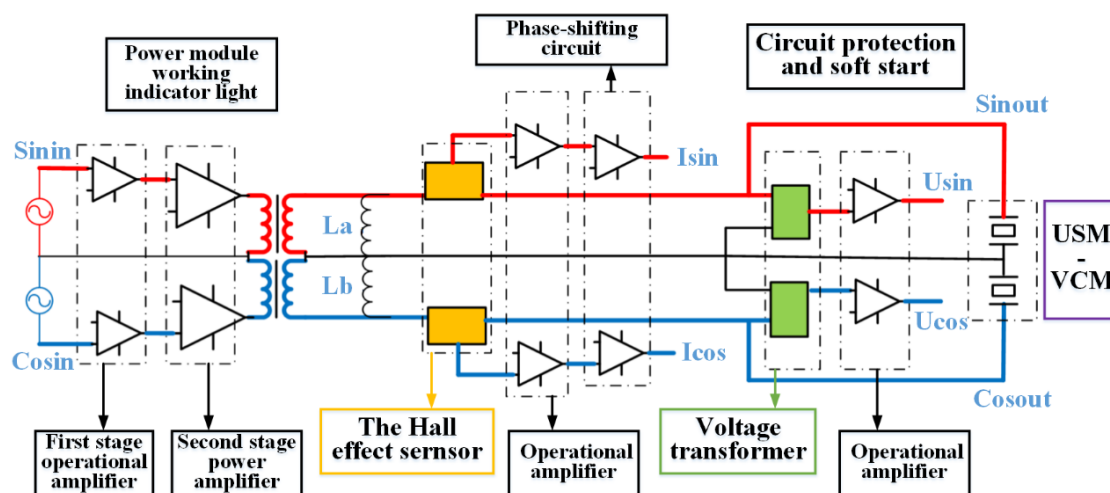 Power module
working
indicator light
Phase-shifting
circuit
Circuit protection
and soft start
Sinout
Sinin
Isin
Usin
La
Lb
USM
-
VCM
Ucos
Icos
Cosin
Cosout
First stage
operational
amplifier
Second stage
power
amplifier
The Hall
effect sernsor
Operational
amplifier
Voltage
transformer
Operational
amplifier